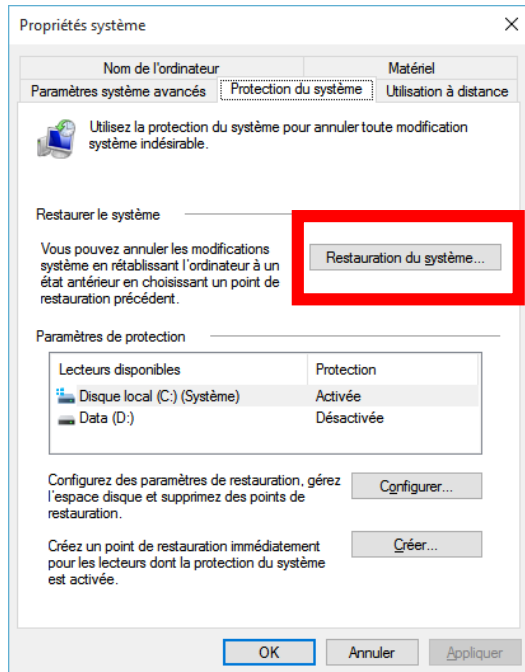 Propriétés système
Nom de l'ordinateur Matériel
Paramètres système avancés Protection du système Utilisation à distance
Utilisez la protection du système pour annuler toute modification
système indésirable.
Restaurer le système
Vous pouvez annuler les modifications
système en rétablissant l'ordinateur à un
état antérieur en choisissant un point de
restauration précédent.
Restauration du système...
Paramètres de protection
Lecteurs disponibles Protection
Disque local (C:) (Système) Activée
Data (D:) Désactivée
Configurez des paramètres de restauration, gérez
l'espace disque et supprimez des points de
restauration.
Configurer...
Créez un point de restauration immédiatement
pour les lecteurs dont la protection du système
est activée.
Créer...
OK Annuler Appliquer